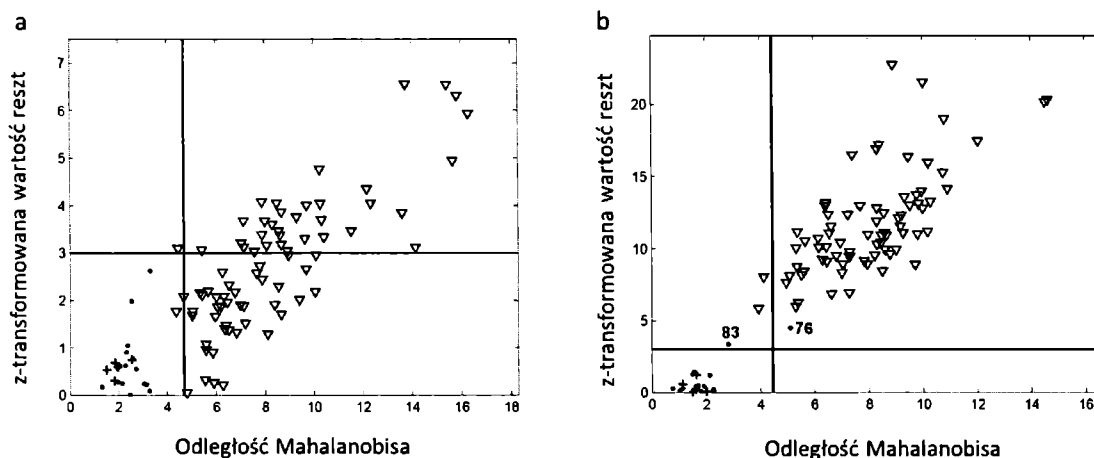 a
z-transformowana wartość reszt
7
6
5
4
3
2
1
0
0 2 4 6 8 10 12 14 16 18
Odległość Mahalanobisa
b
z-transformowana wartość reszt
20
15
10
5
0
83
76
0 2 4 6 8 10 12 14 16
Odległość Mahalanobisa